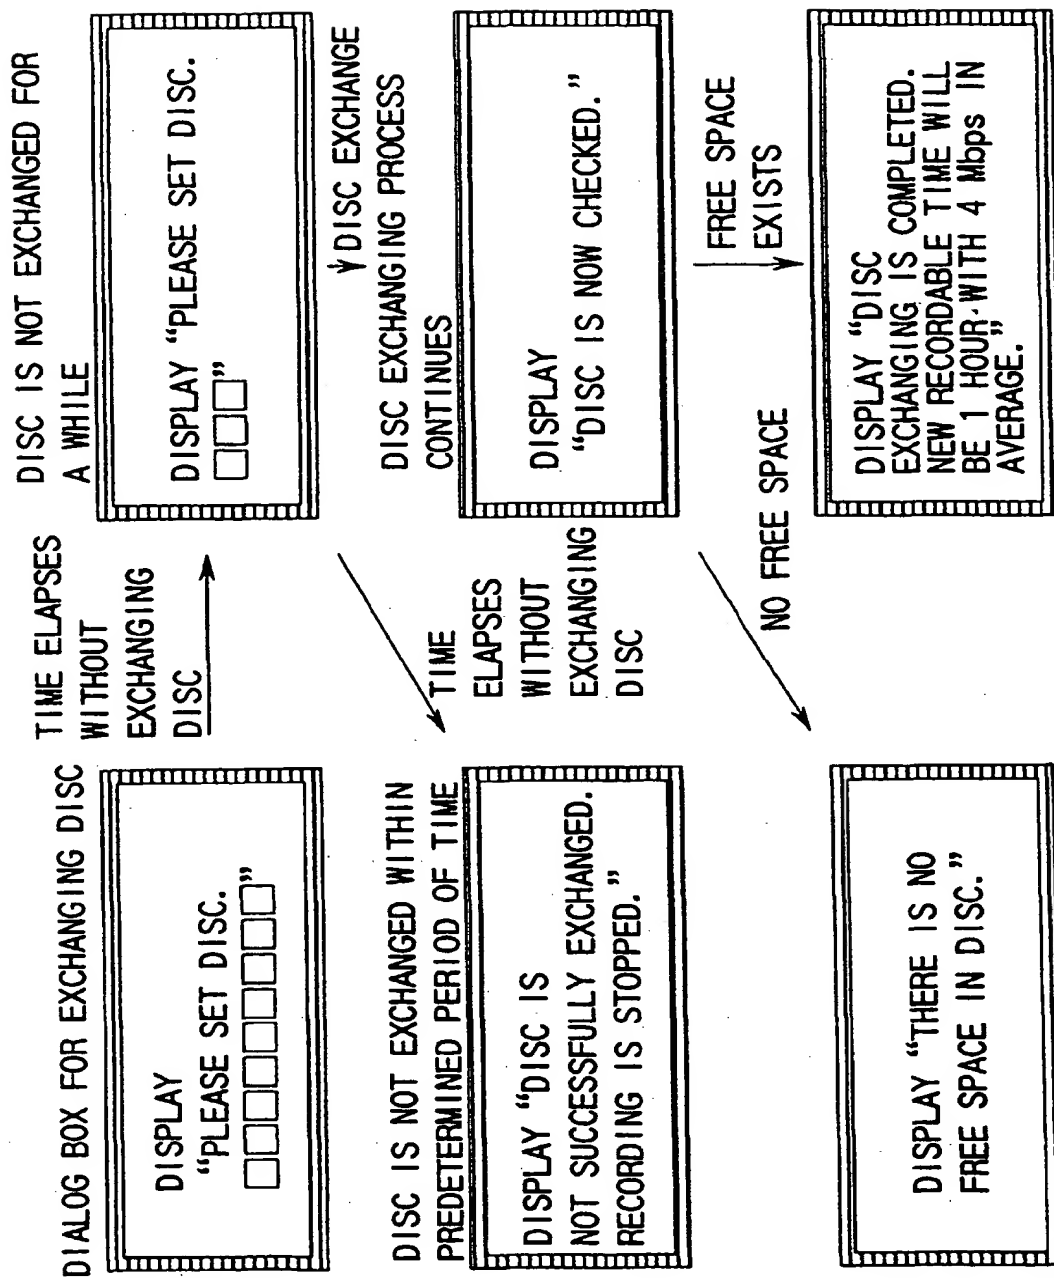 DIALOG BOX FOR EXCHANGING DISC
DISPLAY
“PLEASE SET DISC.
□□□□□□□□”
TIME ELAPSES
WITHOUT
EXCHANGING
DISC
DISC IS NOT EXCHANGED FOR
A WHILE
DISPLAY “PLEASE SET DISC.
□□□”
DISC EXCHANGE
DISC IS NOT EXCHANGED WITHIN
PREDETERMINED PERIOD OF TIME
DISPLAY “DISC IS
NOT SUCCESSFULLY EXCHANGED.
RECORDING IS STOPPED.”
TIME
ELAPSES
WITHOUT
EXCHANGING
DISC
DISC EXCHANGING PROCESS
CONTINUES
DISPLAY
“DISC IS NOW CHECKED.”
NO FREE SPACE
FREE SPACE
EXISTS
DISPLAY “THERE IS NO
FREE SPACE IN DISC.”
DISPLAY “DISC
EXCHANGING IS COMPLETED.
NEW RECORDABLE TIME WILL
BE 1 HOUR·WITH 4 Mbps IN
AVERAGE.”